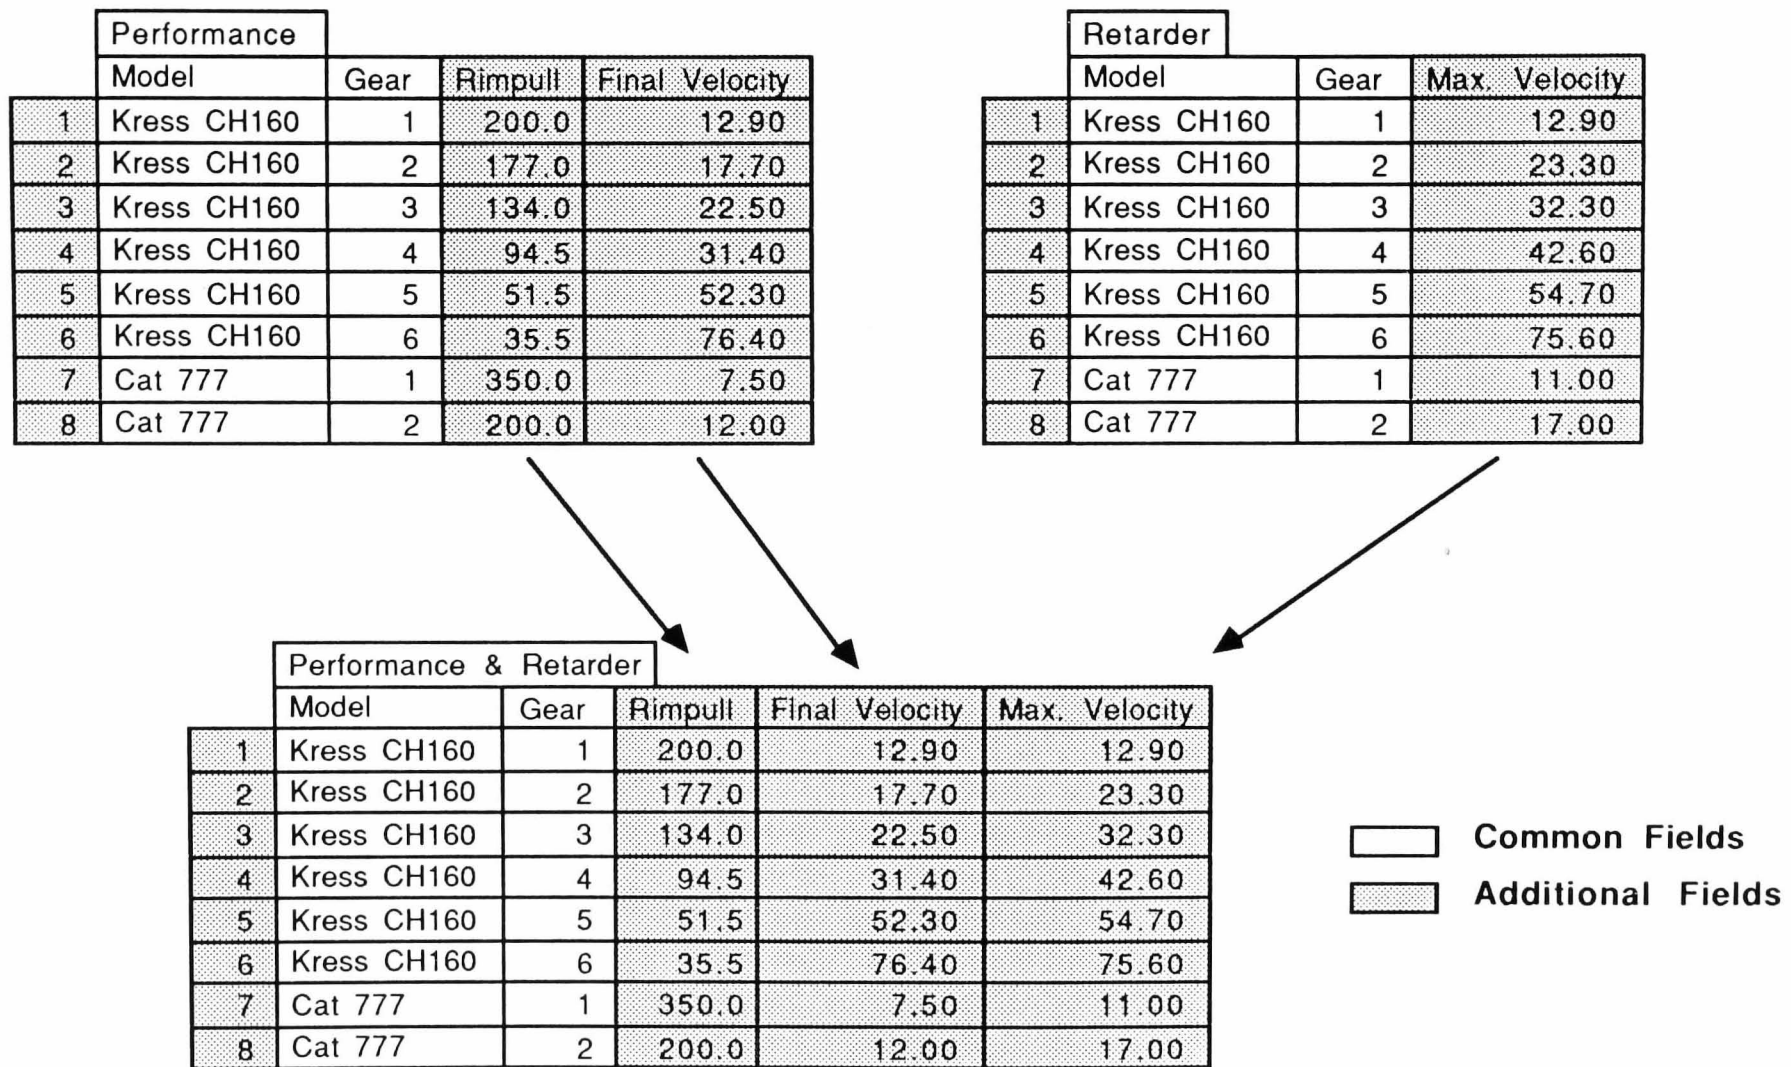 Performance
Model Gear Rimpull Final Velocity
1 Kress CH160 1 200.0 12.90
2 Kress CH160 2 177.0 17.70
3 Kress CH160 3 134.0 22.50
4 Kress CH160 4 94.5 31.40
5 Kress CH160 5 51.5 52.30
6 Kress CH160 6 35.5 76.40
7 Cat 777 1 350.0 7.50
8 Cat 777 2 200.0 12.00
Retarder
Model Gear Max. Velocity
1 Kress CH160 1 12.90
2 Kress CH160 2 23.30
3 Kress CH160 3 32.30
4 Kress CH160 4 42.60
5 Kress CH160 5 54.70
6 Kress CH160 6 75.60
7 Cat 777 1 11.00
8 Cat 777 2 17.00
Performance & Retarder
Model Gear Rimpull Final Velocity Max. Velocity
1 Kress CH160 1 200.0 12.90 12.90
2 Kress CH160 2 177.0 17.70 23.30
3 Kress CH160 3 134.0 22.50 32.30
4 Kress CH160 4 94.5 31.40 42.60
5 Kress CH160 5 51.5 52.30 54.70
6 Kress CH160 6 35.5 76.40 75.60
7 Cat 777 1 350.0 7.50 11.00
8 Cat 777 2 200.0 12.00 17.00
Common Fields
Additional Fields